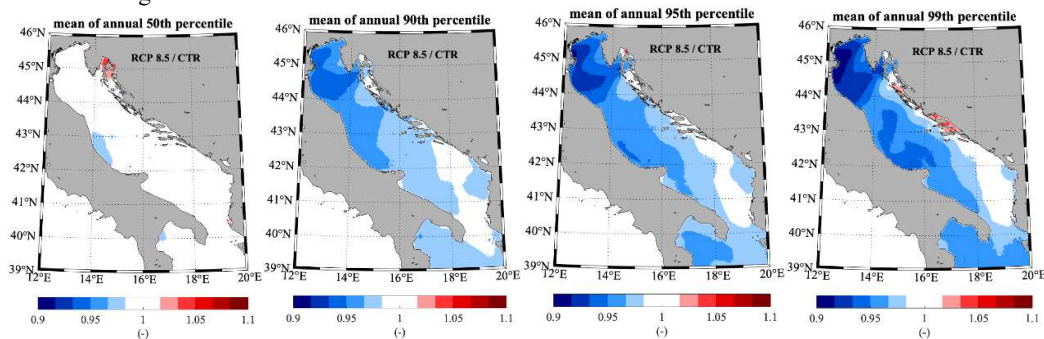 mean of annual 50th percentile
RCP 8.5 / CTR
46°N
45°N
44°N
43°N
42°N
41°N
40°N
39°N
12°E 14°E 16°E 18°E 20°E
0.9 0.95 1 1.05 1.1
(-)
mean of annual 90th percentile
RCP 8.5 / CTR
46°N
45°N
44°N
43°N
42°N
41°N
40°N
39°N
12°E 14°E 16°E 18°E 20°E
0.9 0.95 1 1.05 1.1
(-)
mean of annual 95th percentile
RCP 8.5 / CTR
46°N
45°N
44°N
43°N
42°N
41°N
40°N
39°N
12°E 14°E 16°E 18°E 20°E
0.9 0.95 1 1.05 1.1
(-)
mean of annual 99th percentile
RCP 8.5 / CTR
46°N
45°N
44°N
43°N
42°N
41°N
40°N
39°N
12°E 14°E 16°E 18°E 20°E
0.9 0.95 1 1.05 1.1
(-)